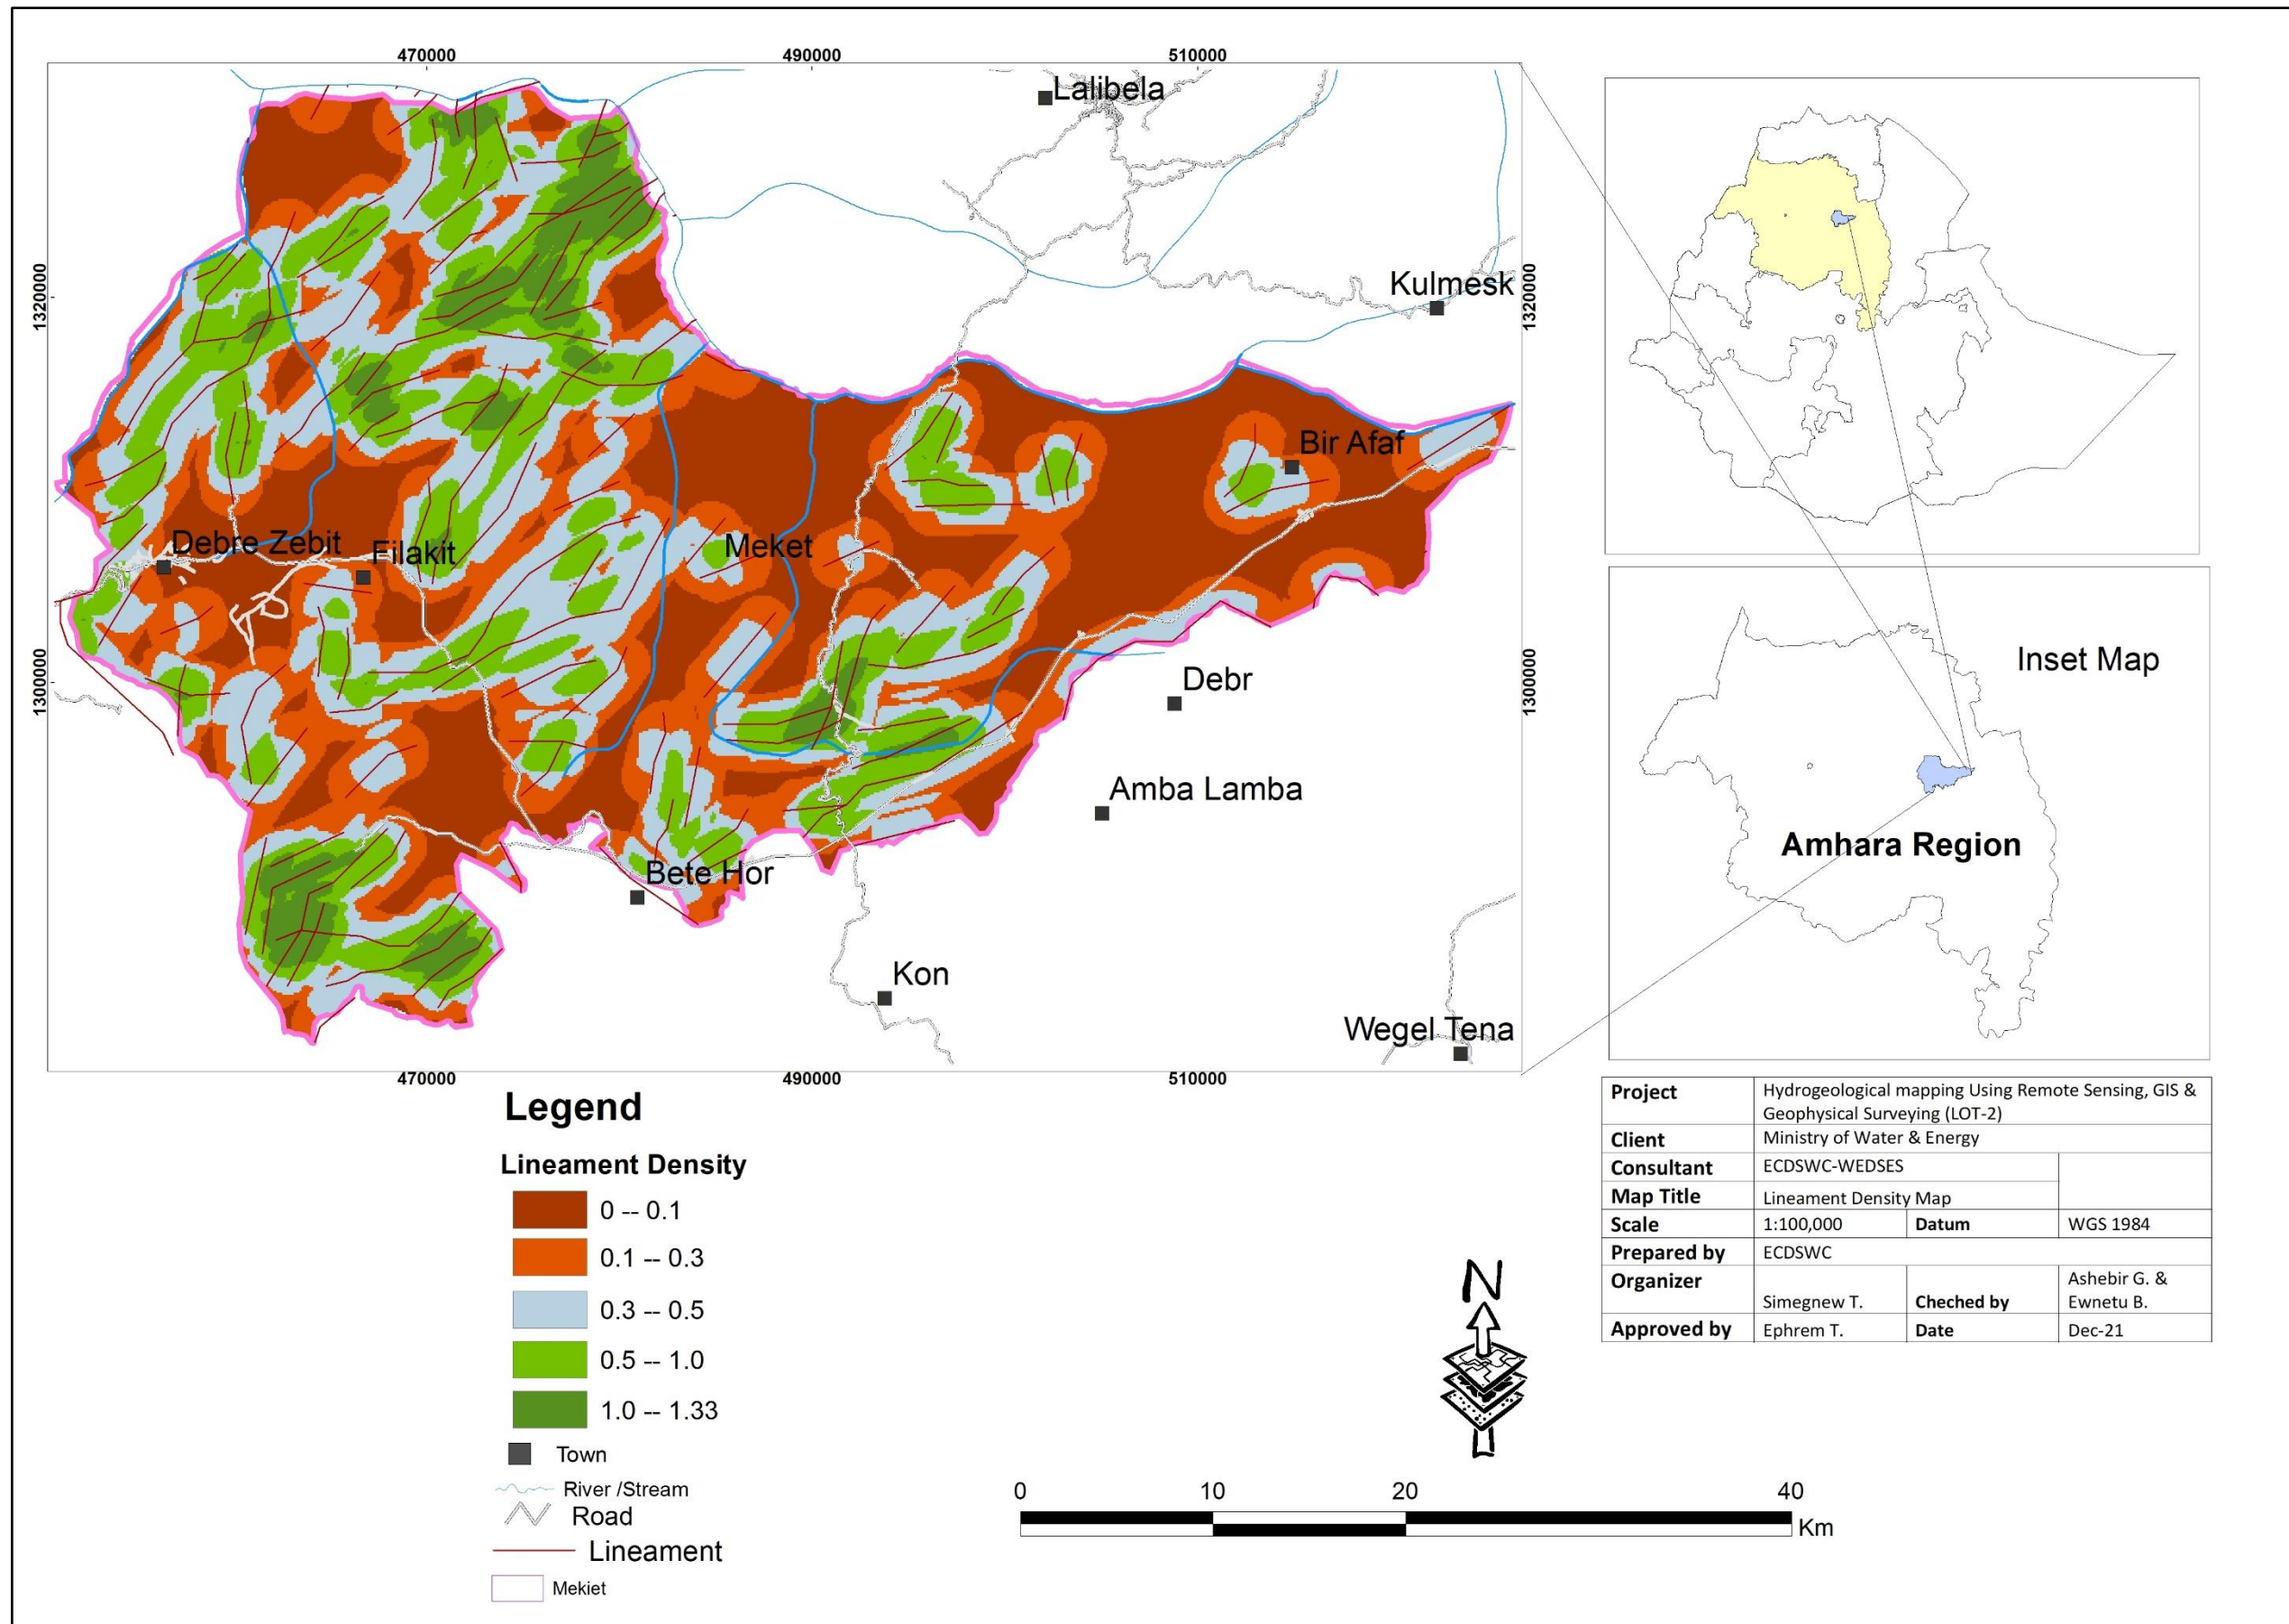 470000
490000
510000
Lalibela
1320000
Kulmesk
1320000
Bir Afaf
Debre Zebit
Filakit
Meket
1300000
Debr
1300000
Amba Lamba
Bete Hor
Kon
Wegel Tena
470000
490000
510000
Inset Map
Amhara Region
Legend
Lineament Density
0 -- 0.1
0.1 -- 0.3
0.3 -- 0.5
0.5 -- 1.0
1.0 -- 1.33
Town
River /Stream
Road
Lineament
Mekiet
N
0 10 20 40
Km
Project Hydrogeological mapping Using Remote Sensing, GIS &
Geophysical Surveying (LOT-2)
Client Ministry of Water & Energy
Consultant ECDSWC-WEDSES
Map Title Lineament Density Map
Scale 1:100,000 Datum WGS 1984
Prepared by ECDSWC
Organizer Simegnew T. Cheched by Ashebir G. &
Ewnetu B.
Approved by Ephrem T. Date Dec-21